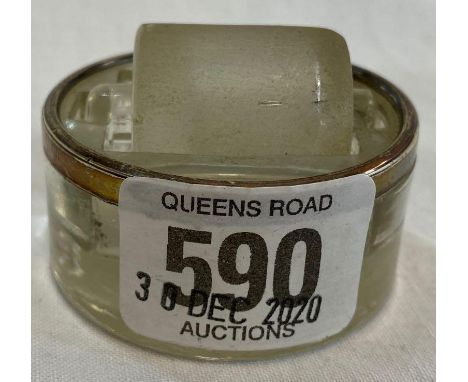 QUEENS ROAD
590
30 DEC 2020
AUCTIONS